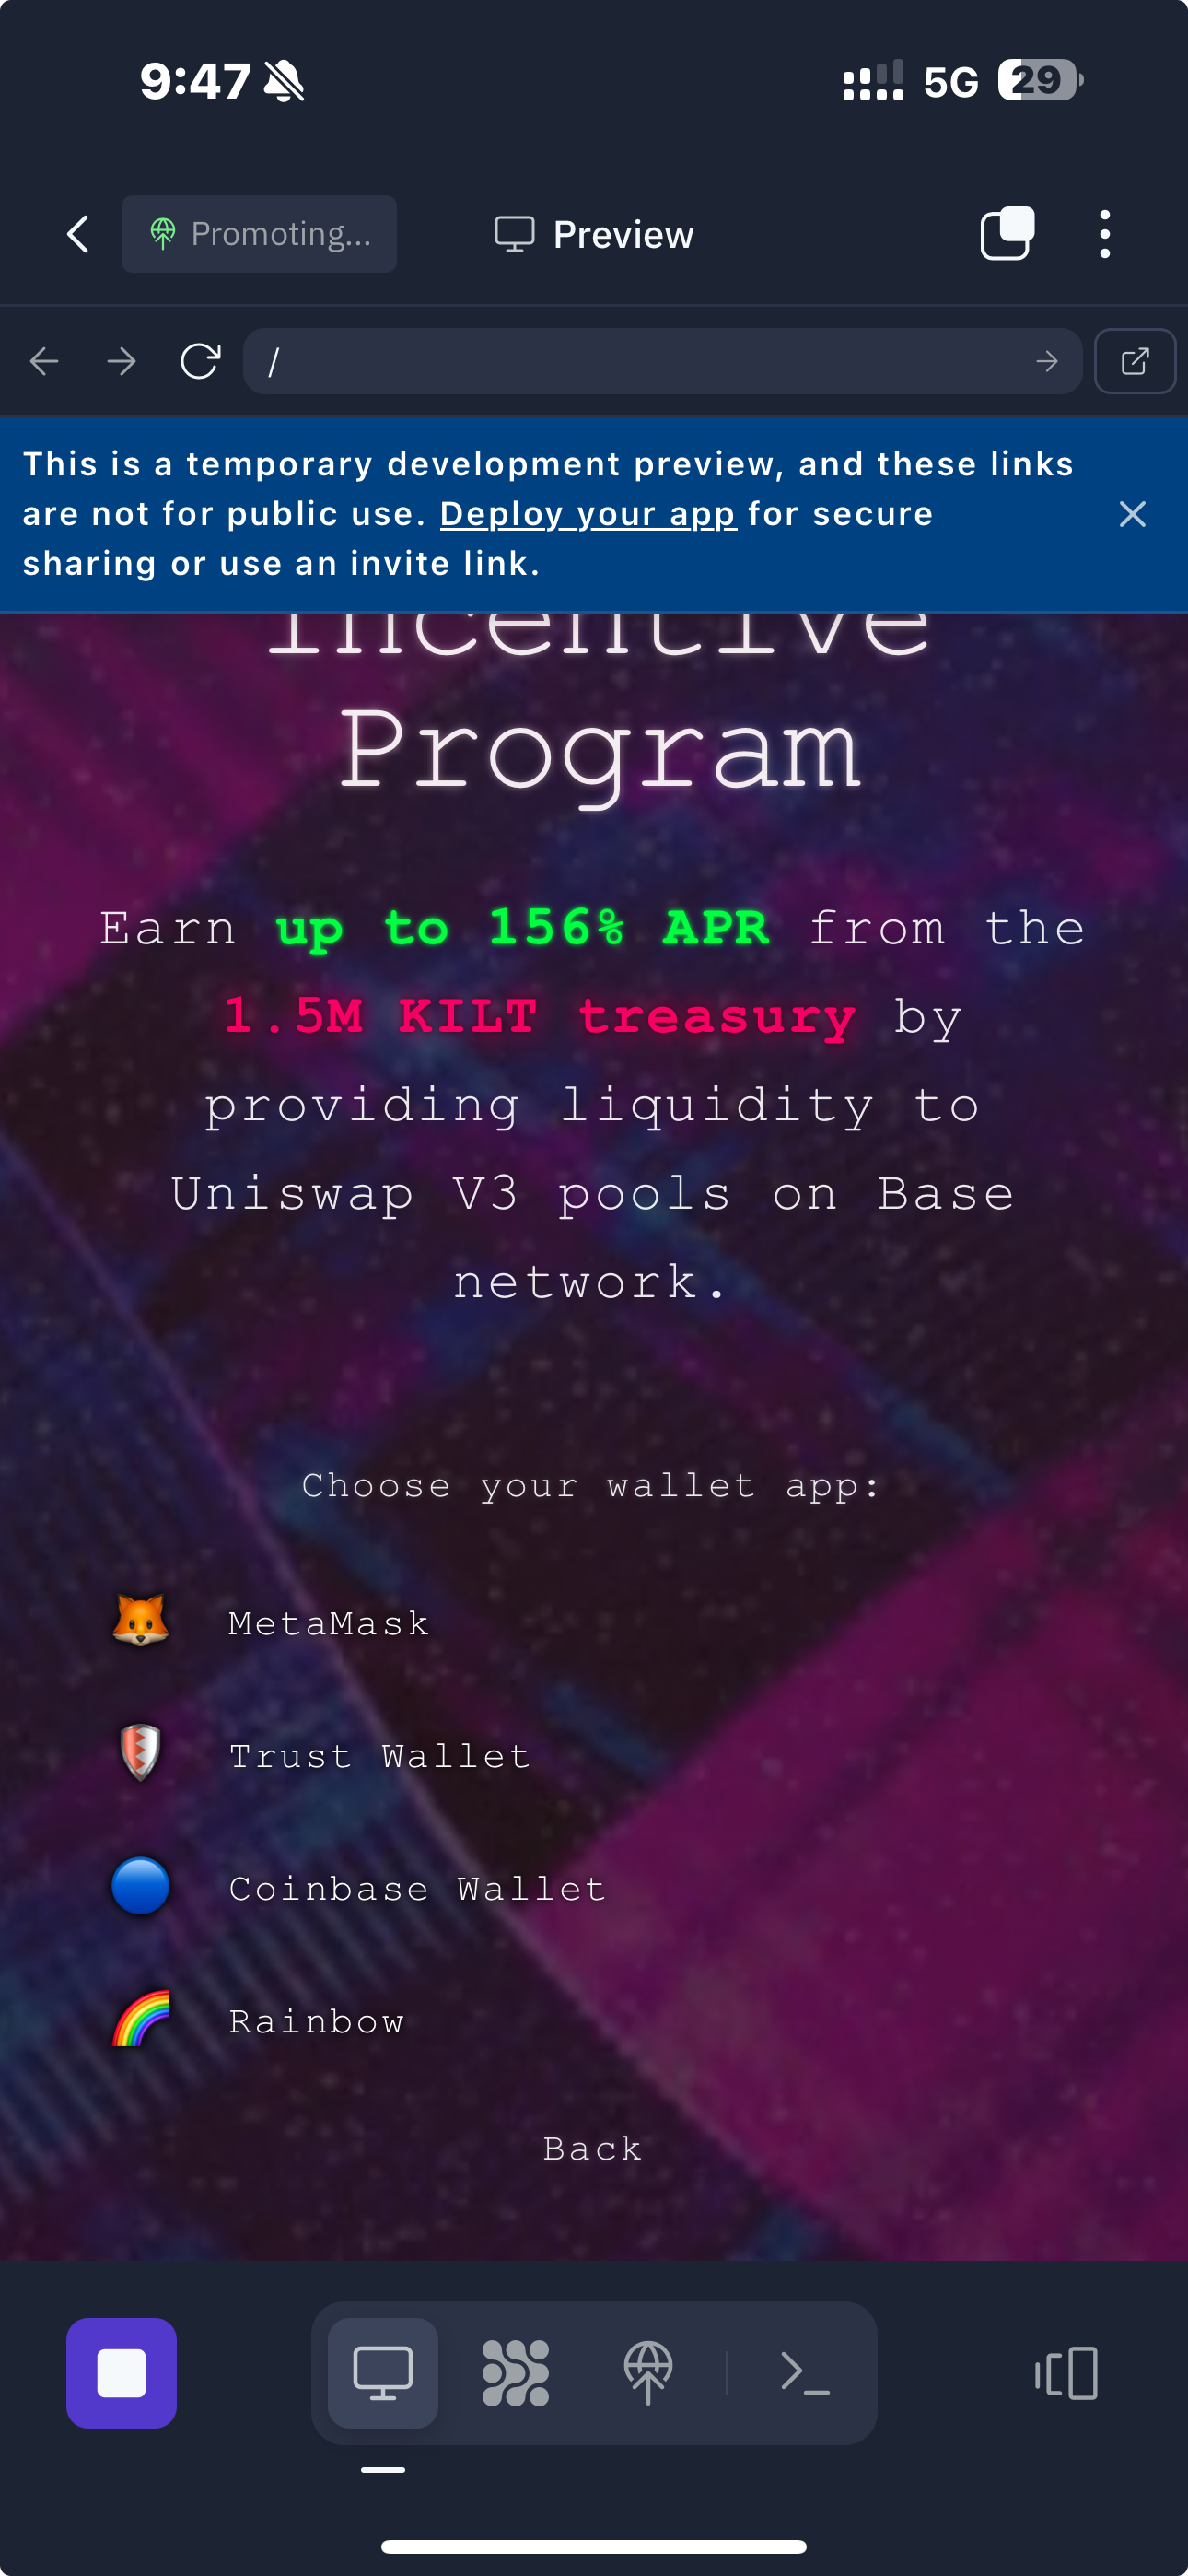 9:47
5G 29
Promoting...
Preview
/
This is a temporary development preview, and these links
are not for public use. Deploy your app for secure
sharing or use an invite link.
Incentive
Program
Earn up to 156% APR from the
1.5M KILT treasury by
providing liquidity to
Uniswap V3 pools on Base
network.
Choose your wallet app:
MetaMask
Trust Wallet
Coinbase Wallet
Rainbow
Back